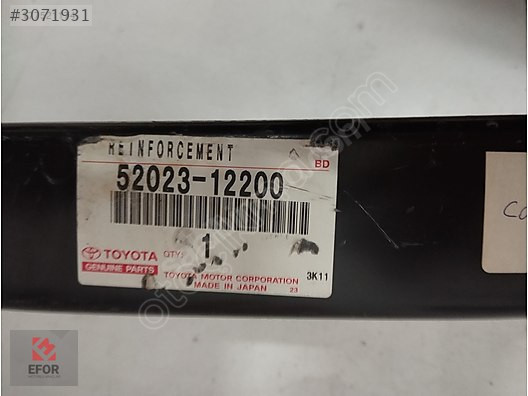 #3071931
REINFORCEMENT
BD
52023-12200
TOYOTA
GENUINE PARTS
QTY.
1
TOYOTA MOTOR CORPORATION
MADE IN JAPAN
23
3K11
EFOR